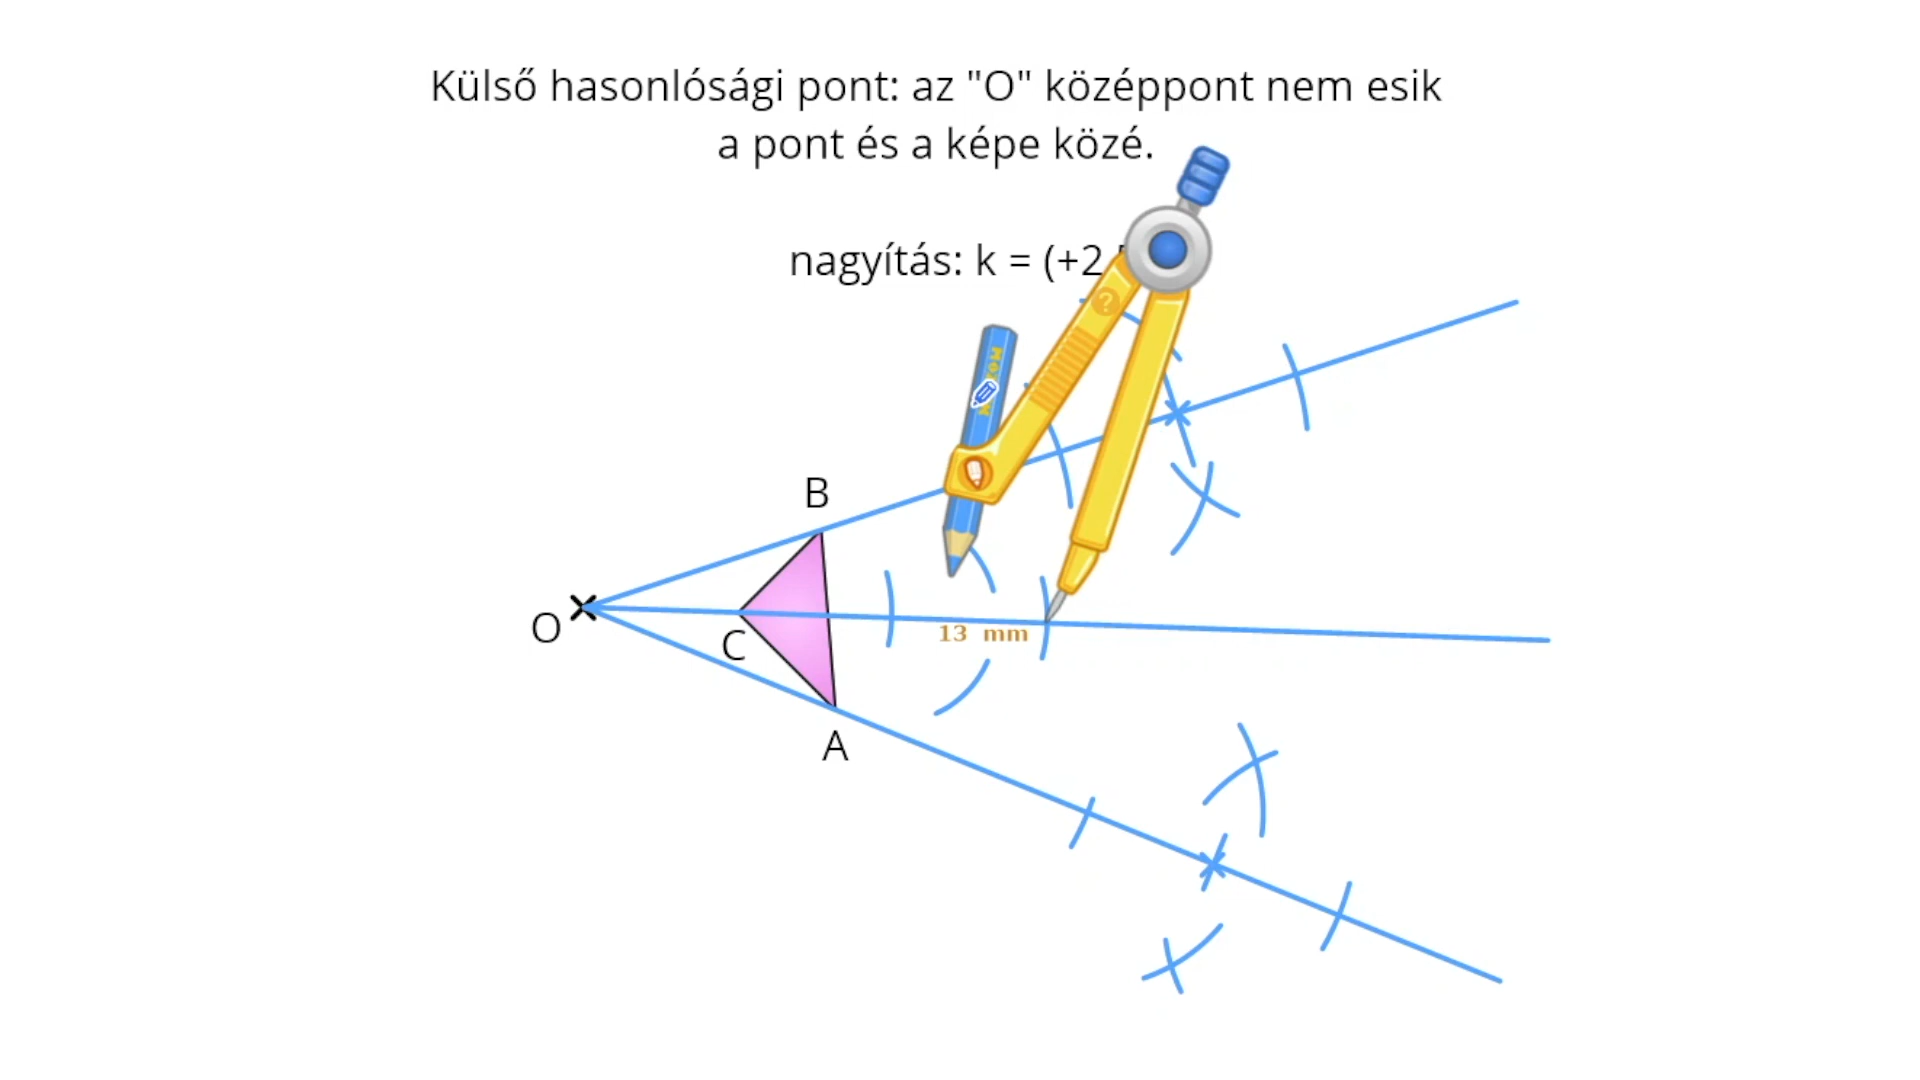 Külső hasonlósági pont: az "O" középpont nem esik
a pont és a képe közé.
nagyítás: k = (+2
B
O
C
13 mm
A